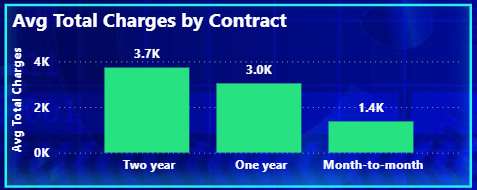 Avg Total Charges by Contract
Avg Total Charges
4K
2K
0K
3.7K
3.0K
1.4K
Two year
One year
Month-to-month